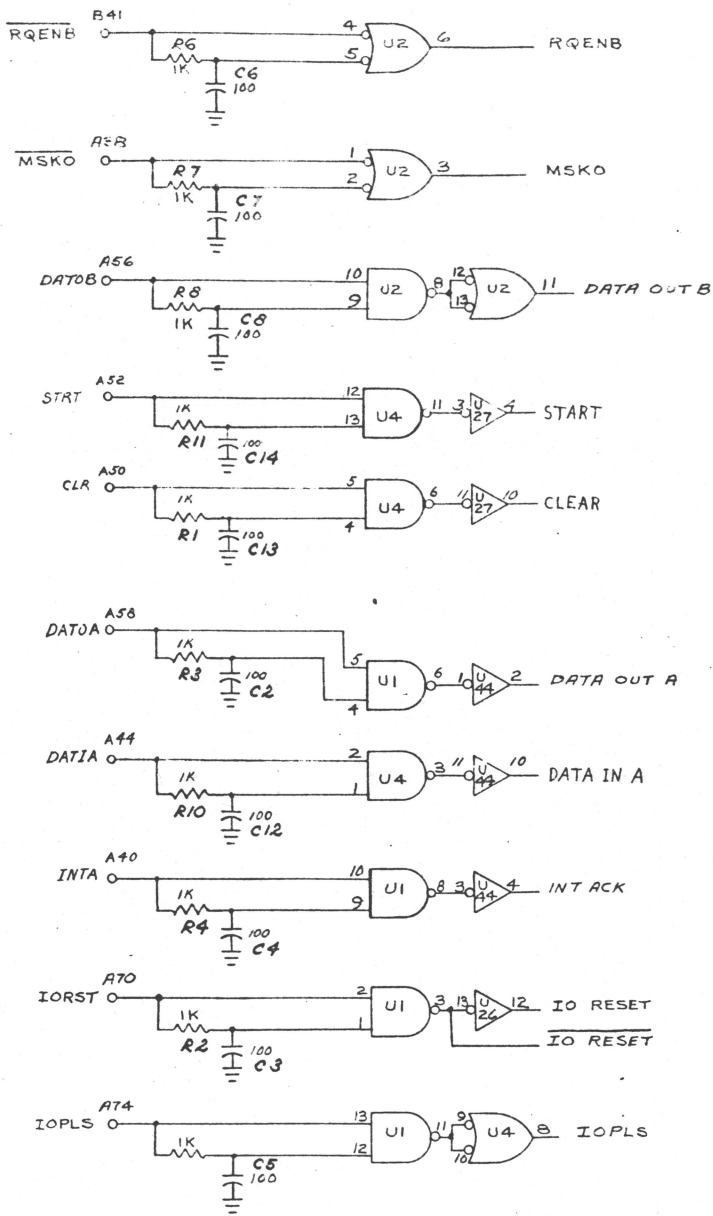 B41
RQENB
R6
1K
C6
100
4
5
U2
6
RQENB
A38
MSKO
R7
1K
C7
100
1
2
U2
3
MSKO
A56
DATOB
R8
1K
C8
100
10
9
U2
8
12
13
U2
11
DATA OUT B
A52
STRT
1K
R11
100
C14
12
13
U4
11
3
U
27
4
START
A50
CLR
1K
R1
100
C13
5
4
U4
6
11
U
27
10
CLEAR
A58
DATOA
1K
R3
100
C2
5
4
U1
6
1
U
44
2
DATA OUT A
A44
DATIA
1K
R10
100
C12
2
1
U4
3
11
U
44
10
DATA IN A
A40
INTA
1K
R4
100
C4
10
9
U1
8
3
U
44
4
INT ACK
A70
IORST
1K
R2
100
C3
2
1
U1
3
13
U
26
12
IO RESET
IO RESET
A74
IOPLS
1K
C5
100
13
12
U1
11
9
10
U4
8
IOPLS